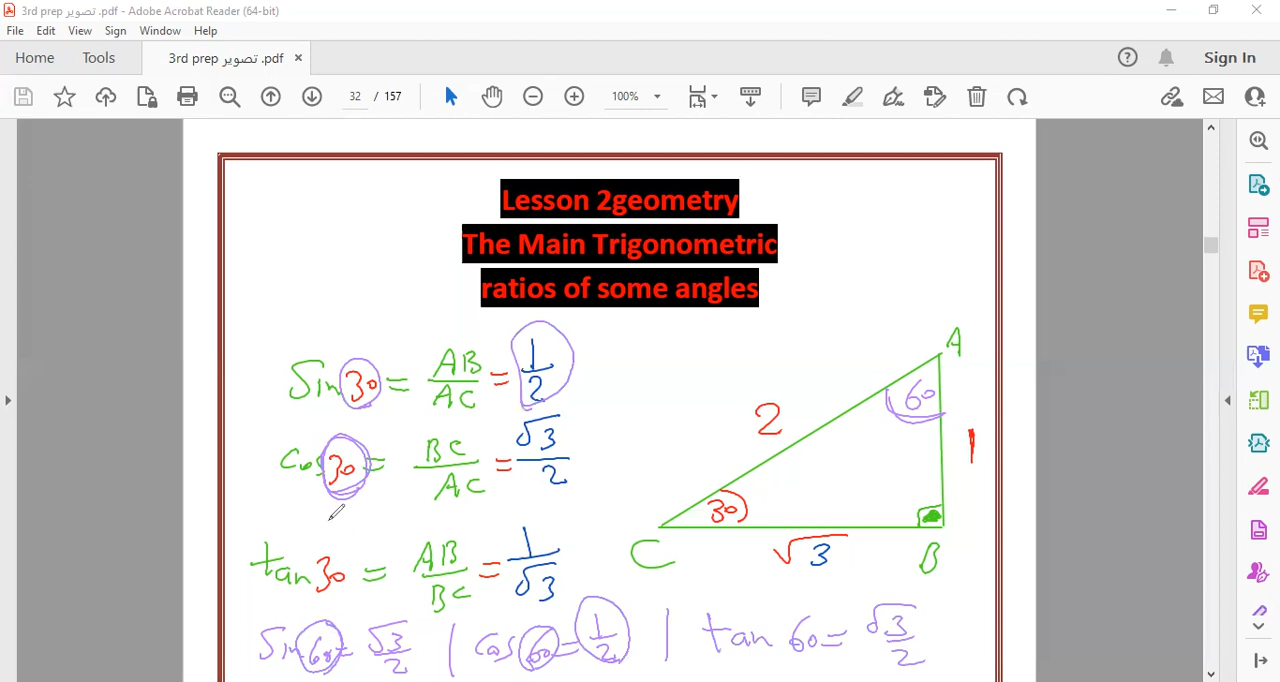 3rd prep تصوير .pdf - Adobe Acrobat Reader (64-bit)
File Edit View Sign Window Help
Home Tools 3rd prep تصوير .pdf × Sign In
32 / 157 100%
Lesson 2geometry
The Main Trigonometric
ratios of some angles
Sin 30 = AB/AC = 1/2
cos 30 = BC/AC = √3/2
tan 30 = AB/BC = 1/√3
Sin 60 = √3/2 | cos 60 = 1/2 | tan 60 = √3/2
A
60
2
1
30
C
√3
B